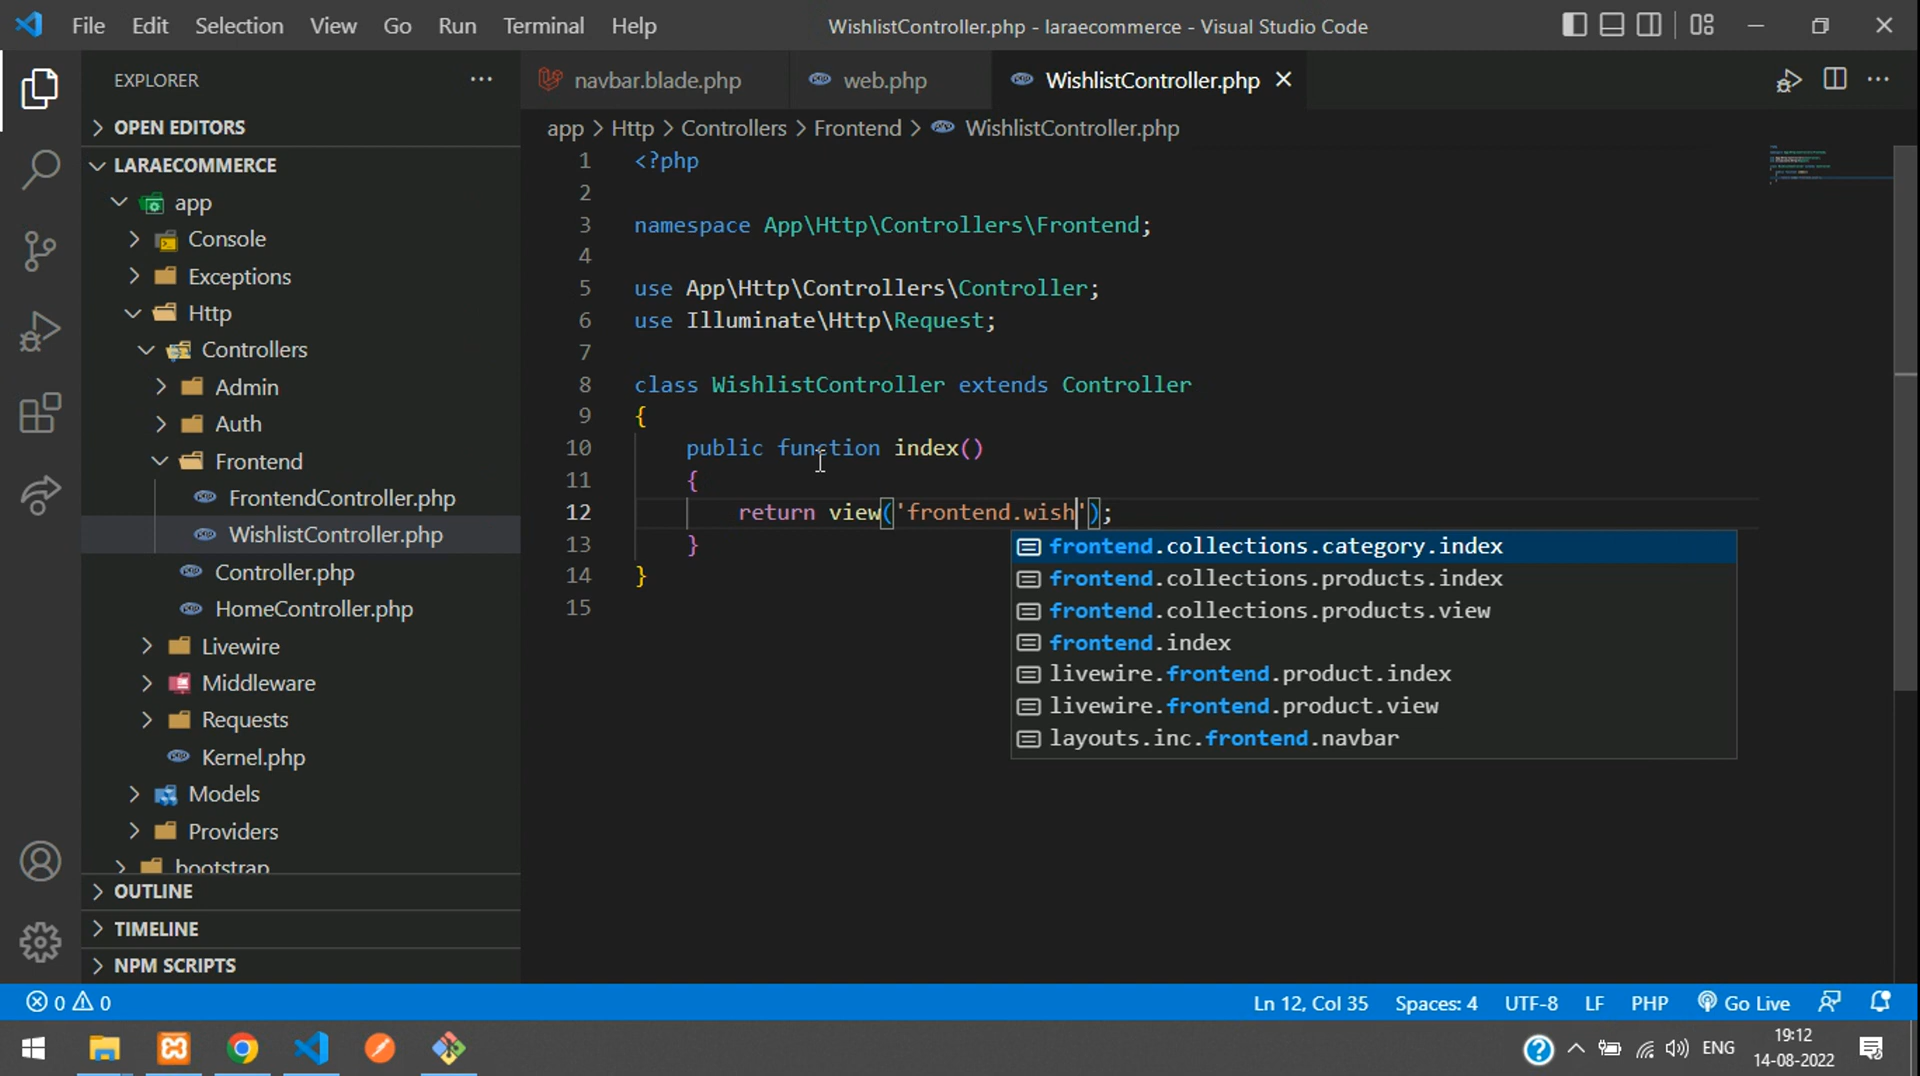 File Edit Selection View Go Run Terminal Help
WishlistController.php - laraecommerce - Visual Studio Code
EXPLORER
OPEN EDITORS
LARAECOMMERCE
app
Console
Exceptions
Http
Controllers
Admin
Auth
Frontend
FrontendController.php
WishlistController.php
Controller.php
HomeController.php
Livewire
Middleware
Requests
Kernel.php
Models
Providers
bootstrap
OUTLINE
TIMELINE
NPM SCRIPTS
navbar.blade.php web.php WishlistController.php
app > Http > Controllers > Frontend > WishlistController.php
1 <?php
2
3 namespace App\Http\Controllers\Frontend;
4
5 use App\Http\Controllers\Controller;
6 use Illuminate\Http\Request;
7
8 class WishlistController extends Controller
9 {
10 public function index()
11 {
12 return view('frontend.wish');
13 }
14 }
15
frontend.collections.category.index
frontend.collections.products.index
frontend.collections.products.view
frontend.index
livewire.frontend.product.index
livewire.frontend.product.view
layouts.inc.frontend.navbar
0 0
Ln 12, Col 35 Spaces: 4 UTF-8 LF PHP Go Live
ENG
19:12
14-08-2022